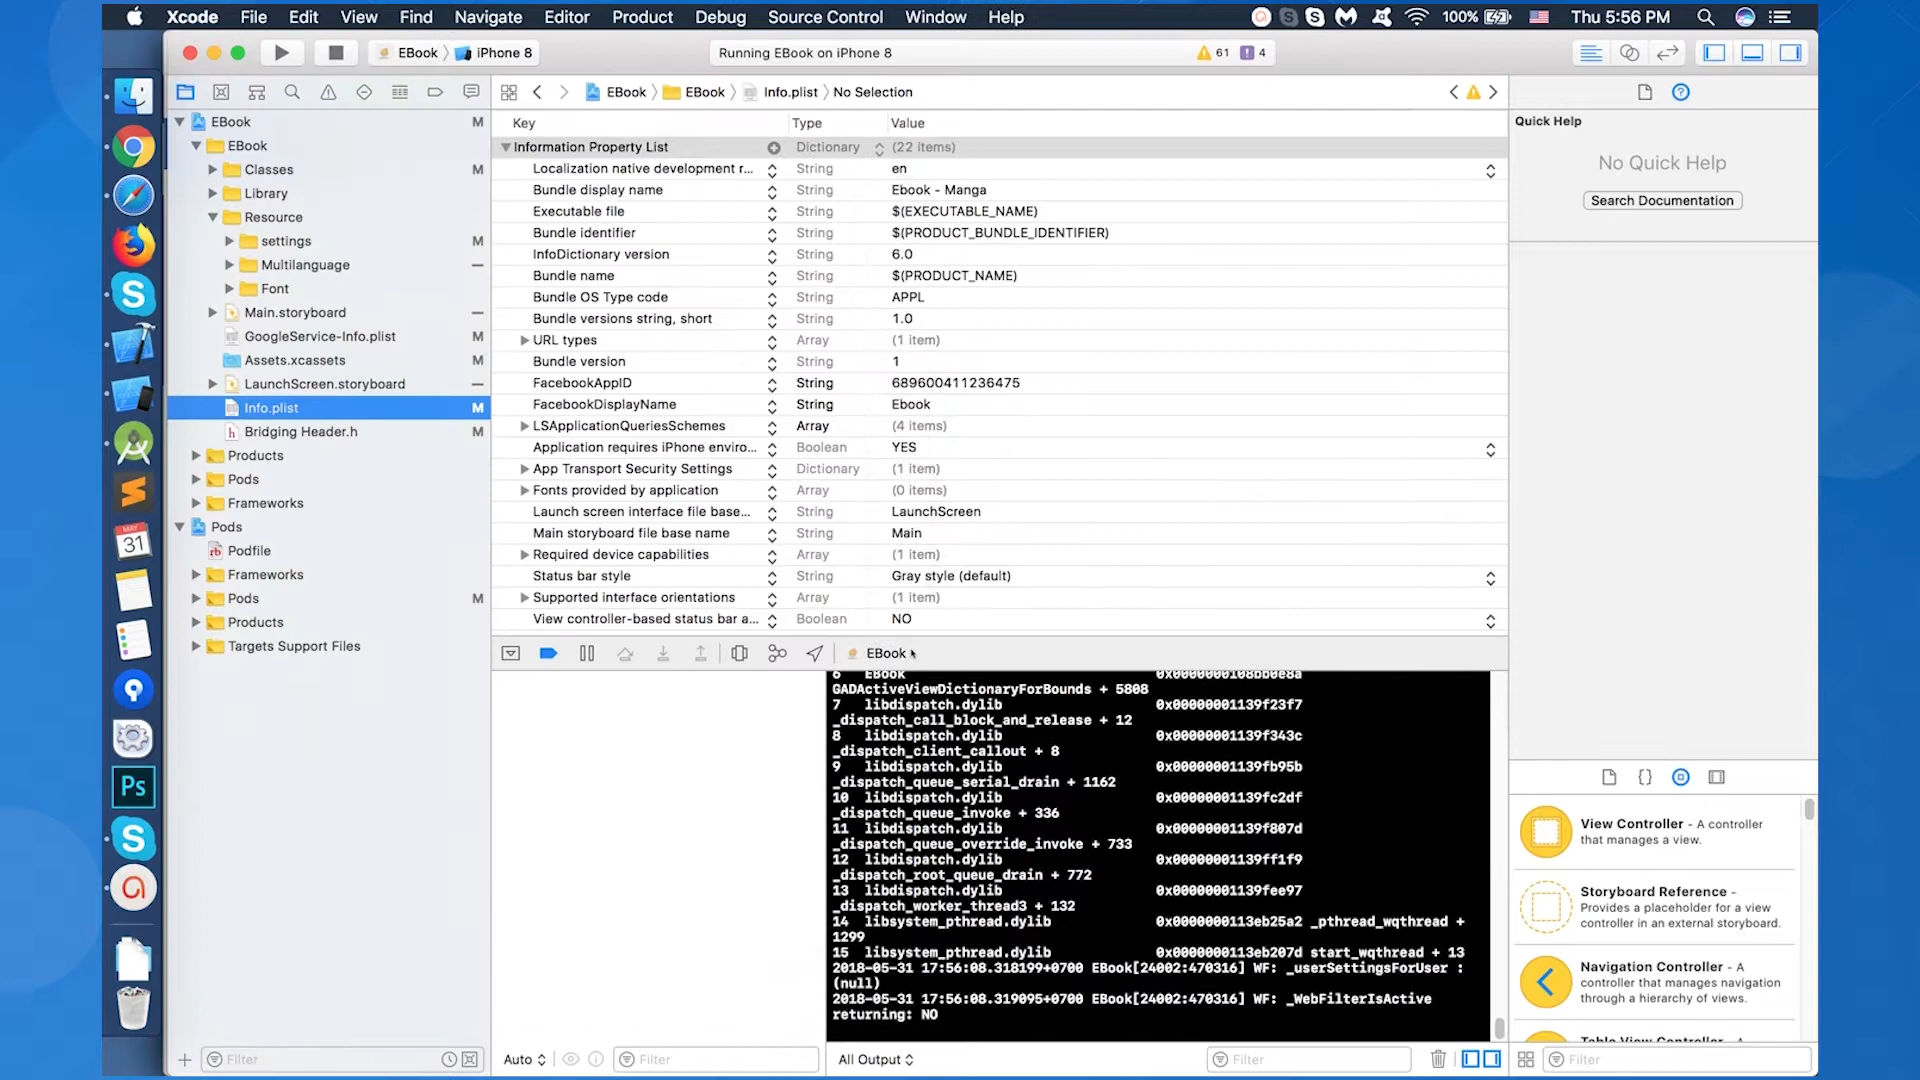 Xcode File Edit View Find Navigate Editor Product Debug Source Control Window Help 100% Thu 5:56 PM
EBook iPhone 8 Running EBook on iPhone 8 61 4
EBook EBook Info.plist No Selection
Quick Help
No Quick Help
Search Documentation
EBook M
EBook
Classes M
Library
Resource
settings M
Multilanguage
Font
Main.storyboard
GoogleService-Info.plist M
Assets.xcassets M
LaunchScreen.storyboard
Info.plist M
Bridging Header.h M
Products
Pods
Frameworks
Pods
Podfile
Frameworks
Pods M
Products
Targets Support Files
Filter
MAY
31
Ps
Key Type Value
Information Property List Dictionary (22 items)
Localization native development r... String en
Bundle display name String Ebook - Manga
Executable file String $(EXECUTABLE_NAME)
Bundle identifier String $(PRODUCT_BUNDLE_IDENTIFIER)
InfoDictionary version String 6.0
Bundle name String $(PRODUCT_NAME)
Bundle OS Type code String APPL
Bundle versions string, short String 1.0
URL types Array (1 item)
Bundle version String 1
FacebookAppID String 689600411236475
FacebookDisplayName String Ebook
LSApplicationQueriesSchemes Array (4 items)
Application requires iPhone enviro... Boolean YES
App Transport Security Settings Dictionary (1 item)
Fonts provided by application Array (0 items)
Launch screen interface file base... String LaunchScreen
Main storyboard file base name String Main
Required device capabilities Array (1 item)
Status bar style String Gray style (default)
Supported interface orientations Array (1 item)
View controller-based status bar a... Boolean NO
EBook
6 EBook 0x0000000108bb0e8a
GADActiveViewDictionaryForBounds + 5808
7 libdispatch.dylib 0x00000001139f23f7
_dispatch_call_block_and_release + 12
8 libdispatch.dylib 0x00000001139f343c
_dispatch_client_callout + 8
9 libdispatch.dylib 0x00000001139fb95b
_dispatch_queue_serial_drain + 1162
10 libdispatch.dylib 0x00000001139fc2df
_dispatch_queue_invoke + 336
11 libdispatch.dylib 0x00000001139f807d
_dispatch_queue_override_invoke + 733
12 libdispatch.dylib 0x00000001139ff1f9
_dispatch_root_queue_drain + 772
13 libdispatch.dylib 0x00000001139fee97
_dispatch_worker_thread3 + 132
14 libsystem_pthread.dylib 0x0000000113eb25a2 _pthread_wqthread +
1299
15 libsystem_pthread.dylib 0x0000000113eb207d start_wqthread + 13
2018-05-31 17:56:08.318199+0700 EBook[24002:470316] WF: _userSettingsForUser :
(null)
2018-05-31 17:56:08.319095+0700 EBook[24002:470316] WF: _WebFilterIsActive
returning: NO
Auto Filter All Output Filter
View Controller - A controller
that manages a view.
Storyboard Reference -
Provides a placeholder for a view
controller in an external storyboard.
Navigation Controller - A
controller that manages navigation
through a hierarchy of views.
Table View Controller - A
Filter